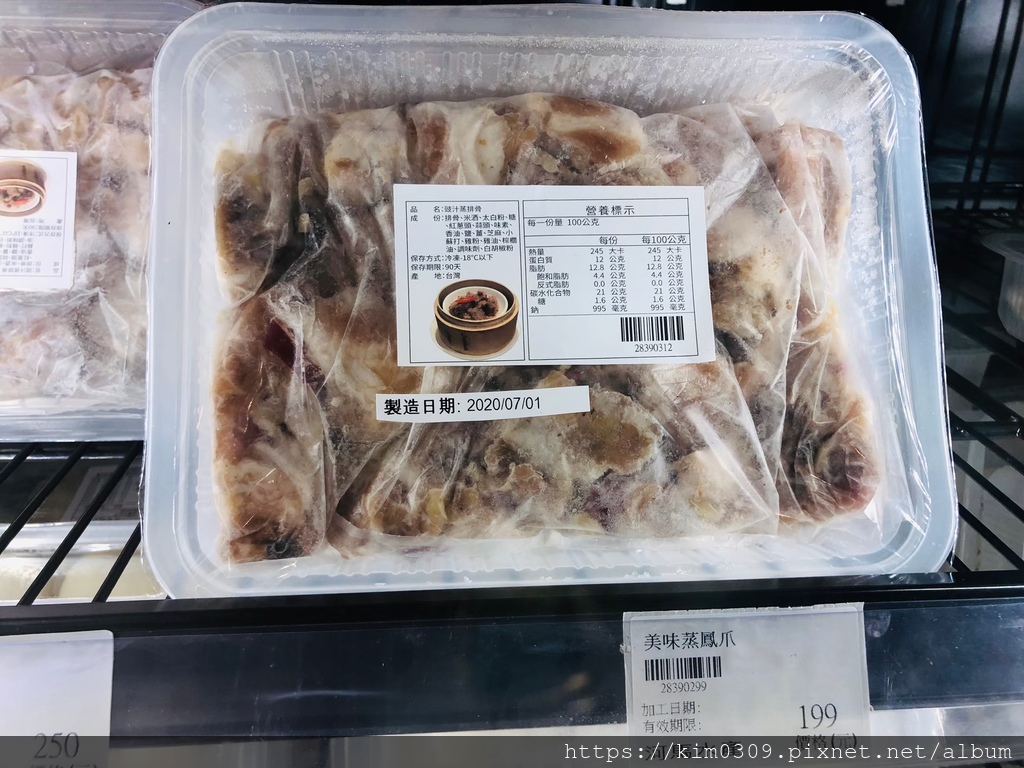 品　　名:豉汁蒸排骨
成　　份:排骨、米酒、太白粉、糖
、紅蔥頭、蒜頭、味素、
香油、鹽、薑、芝麻、小
蘇打、雞粉、雞油、棕櫚
油、調味劑、白胡椒粉
保存方式:冷凍-18°C以下
保存期限:90天
產　　地:台灣
營養標示
每一份量 100公克
每份 每100公克
熱量 245 大卡 245 大卡
蛋白質 12 公克 12 公克
脂肪 12.8 公克 12.8 公克
飽和脂肪 4.4 公克 4.4 公克
反式脂肪 0.0 公克 0.0 公克
碳水化合物 21 公克 21 公克
糖 1.6 公克 1.6 公克
鈉 995 毫克 995 毫克
28390312
製造日期: 2020/07/01
美味蒸鳳爪
28390299
加工日期:
有效期限:
199
價格(元)
250
https://kim0309.pixnet.net/album